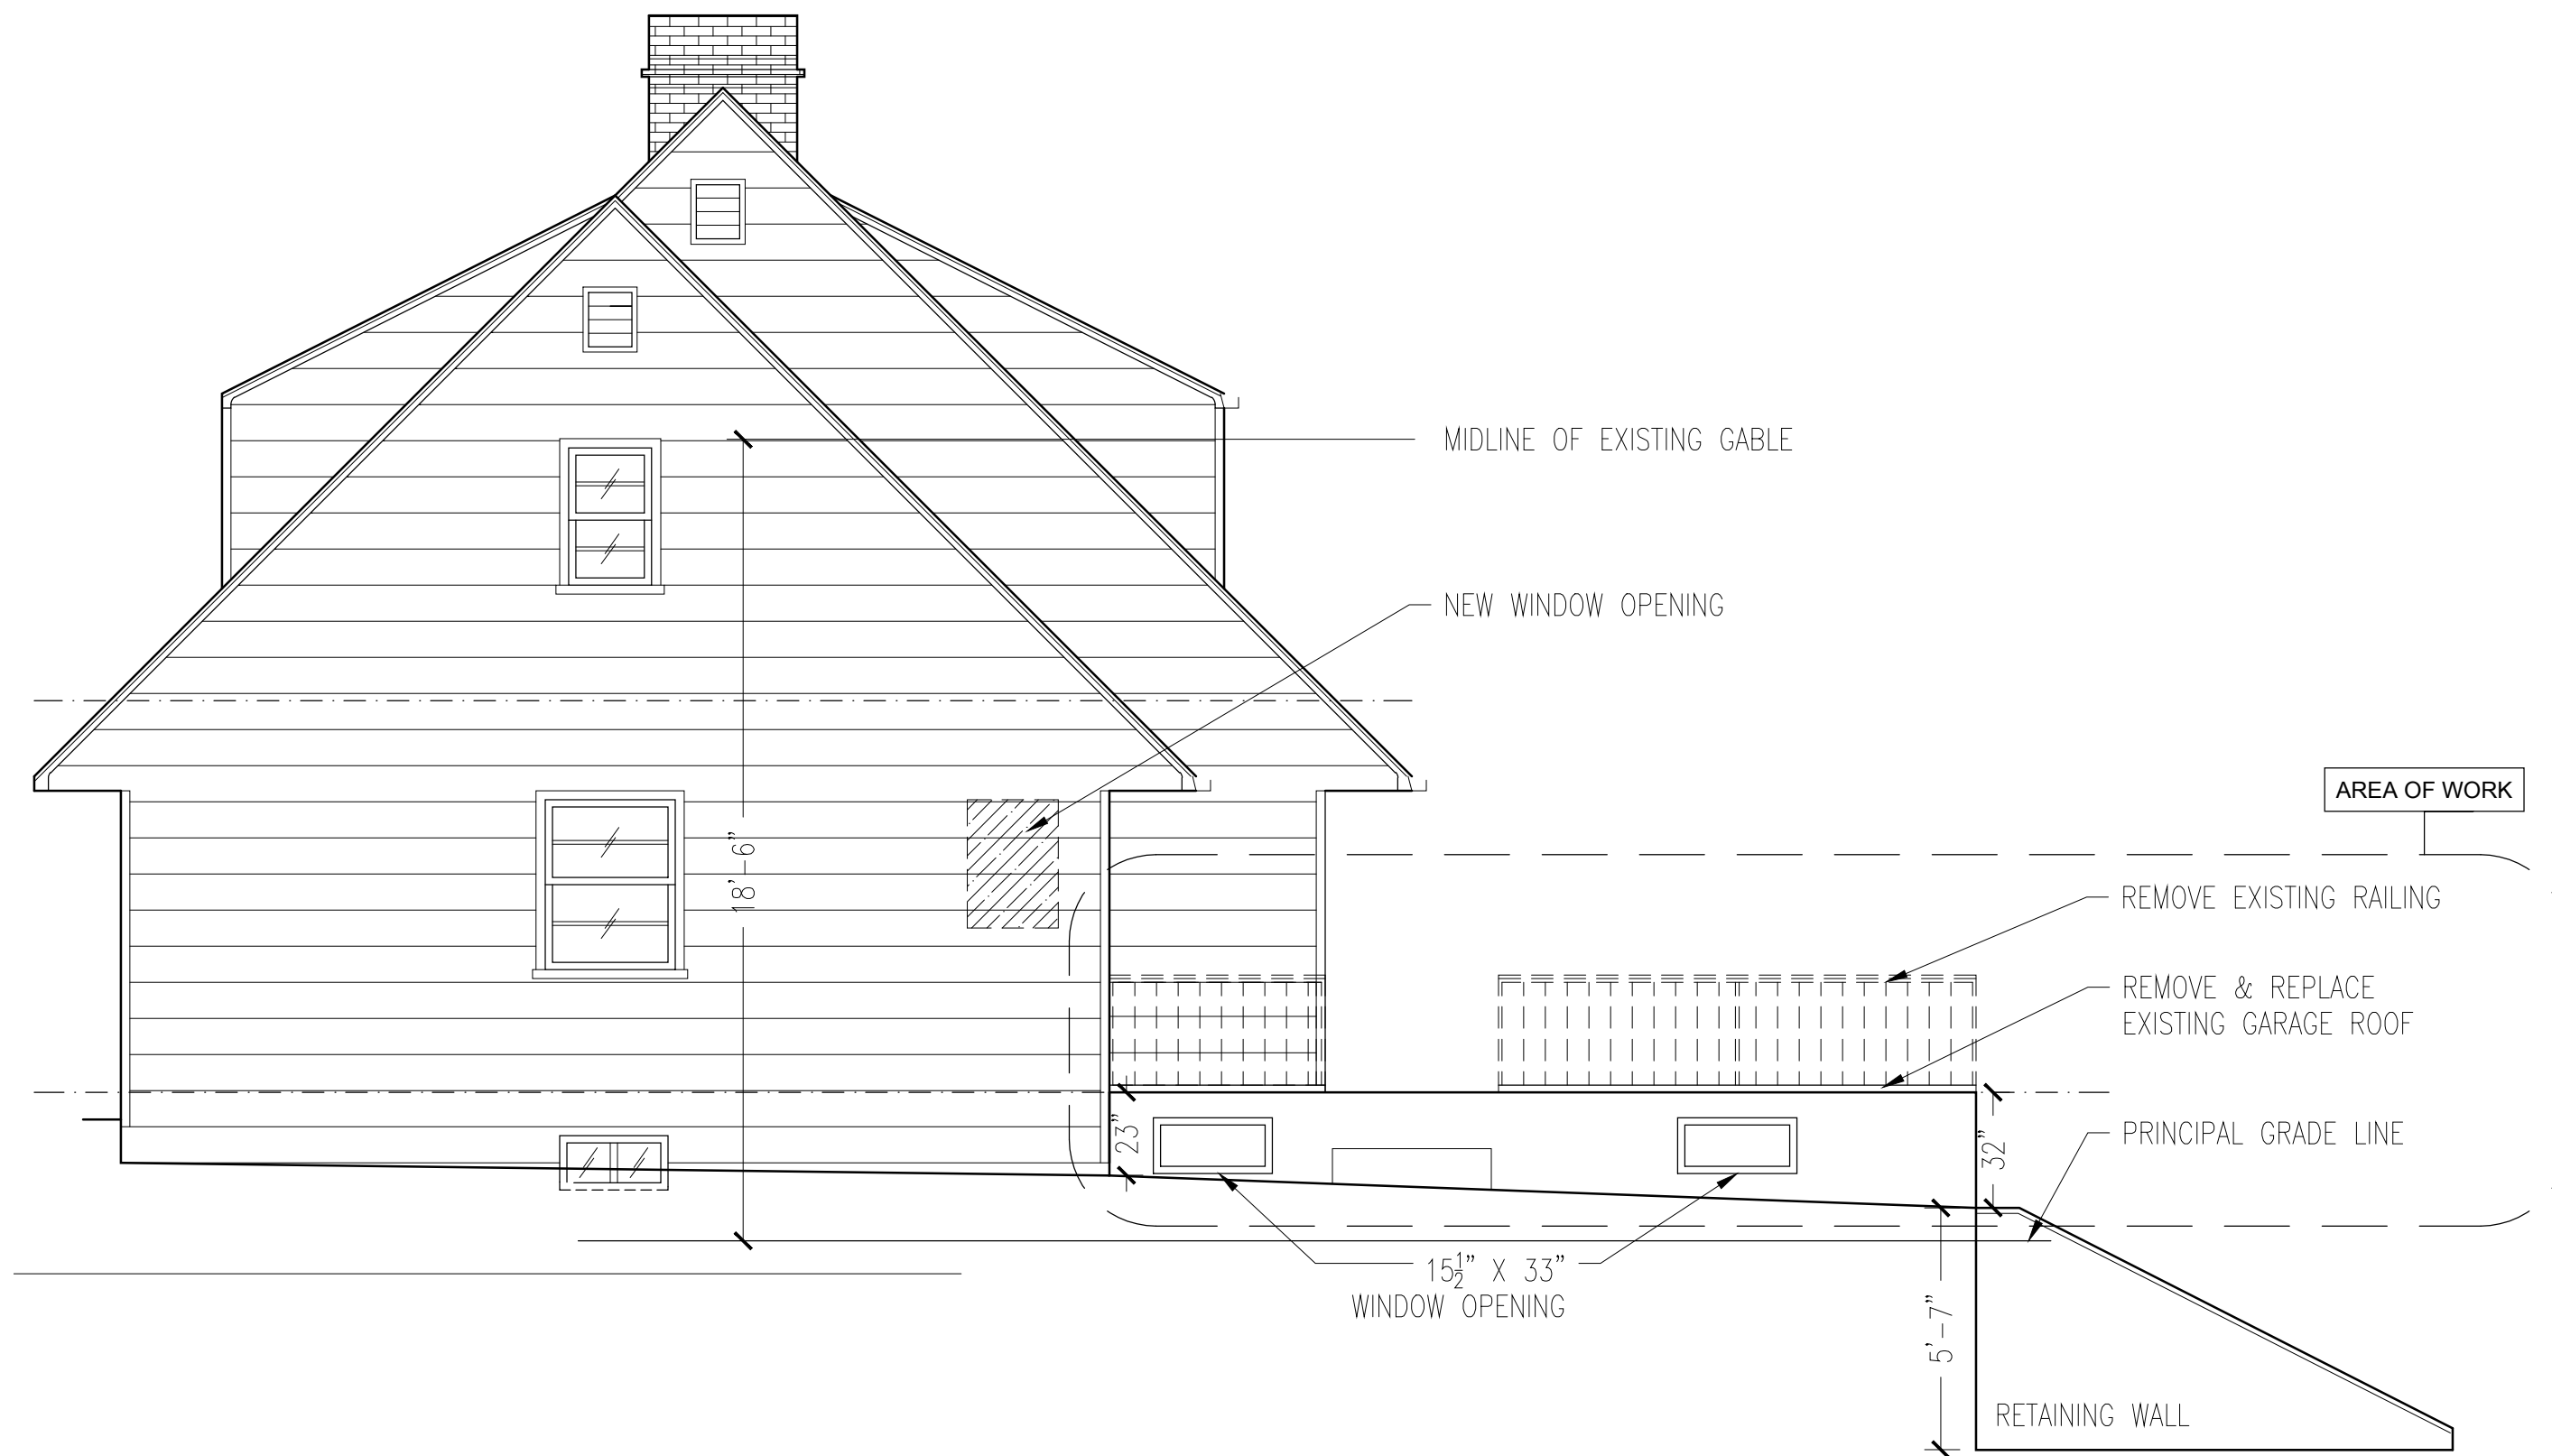 MIDLINE OF EXISTING GABLE
NEW WINDOW OPENING
AREA OF WORK
18'-6"
REMOVE EXISTING RAILING
REMOVE & REPLACE
EXISTING GARAGE ROOF
23"
32"
PRINCIPAL GRADE LINE
15½" X 33"
WINDOW OPENING
5'-7"
RETAINING WALL